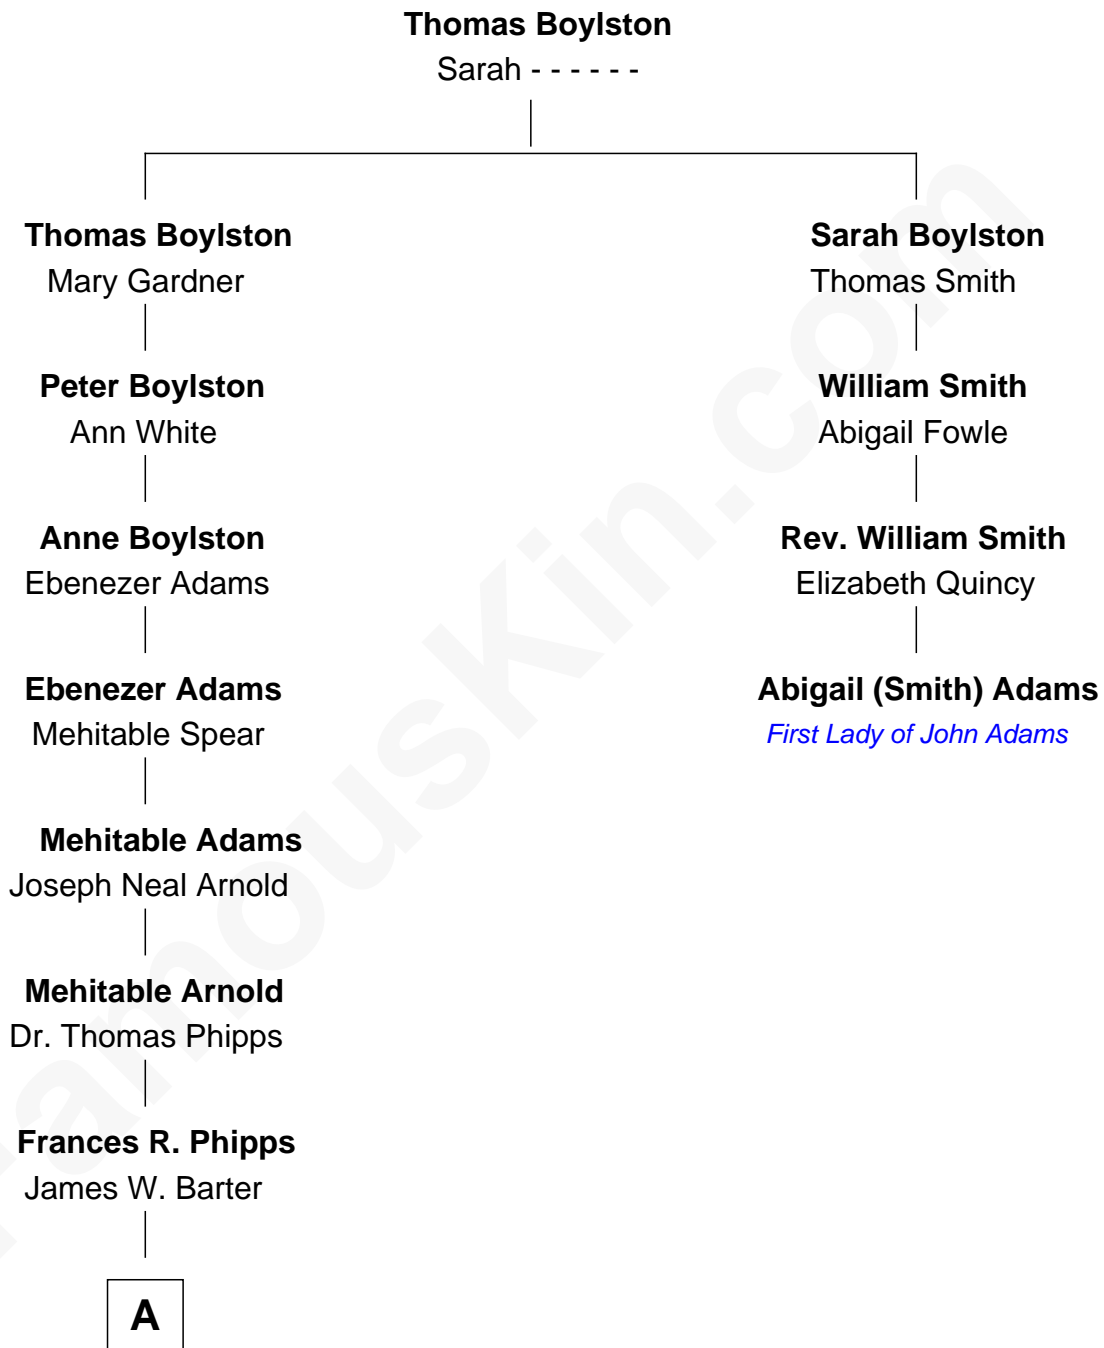 Thomas Boylston
Sarah - - - - - -
Thomas Boylston
Mary Gardner
Peter Boylston
Ann White
Anne Boylston
Ebenezer Adams
Ebenezer Adams
Mehitable Spear
Mehitable Adams
Joseph Neal Arnold
Mehitable Arnold
Dr. Thomas Phipps
Frances R. Phipps
James W. Barter
A
Sarah Boylston
Thomas Smith
William Smith
Abigail Fowle
Rev. William Smith
Elizabeth Quincy
Abigail (Smith) Adams
First Lady of John Adams
FamousKin.com